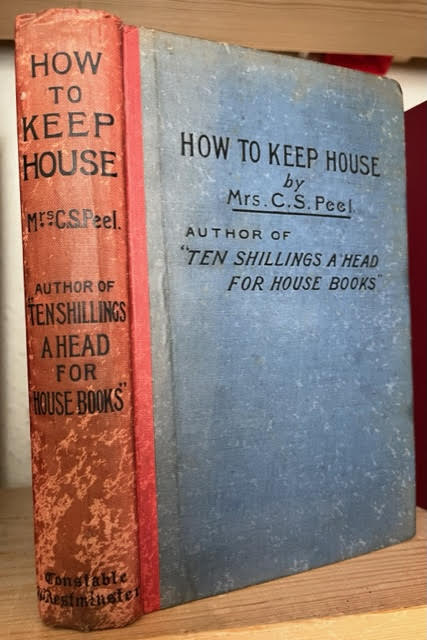 HOW
TO
KEEP
HOUSE
Mrs. C.S. Peel.
AUTHOR OF
"TEN SHILLINGS
A HEAD
FOR
HOUSE BOOKS"
Constable
Westminster
HOW TO KEEP HOUSE
by
Mrs. C. S. Peel.
AUTHOR OF
"TEN SHILLINGS A HEAD
FOR HOUSE BOOKS"